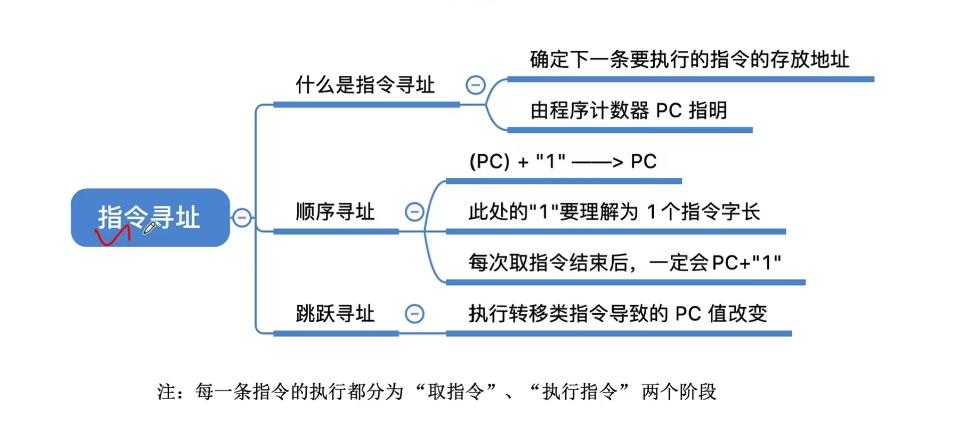 指令寻址
什么是指令寻址
确定下一条要执行的指令的存放地址
由程序计数器 PC 指明
顺序寻址
(PC) + "1" ——> PC
此处的"1"要理解为 1个指令字长
每次取指令结束后，一定会PC+"1"
跳跃寻址
执行转移类指令导致的 PC 值改变
注：每一条指令的执行都分为 “取指令”、“执行指令” 两个阶段